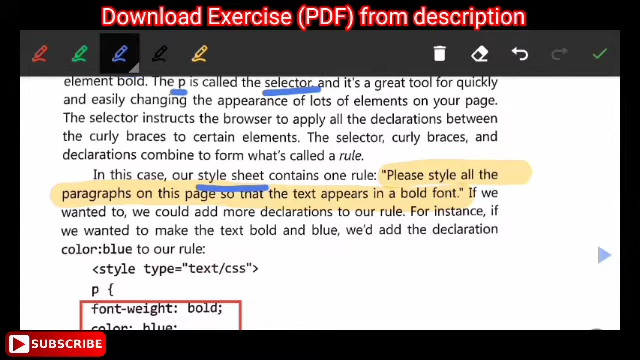 Download Exercise (PDF) from description
element bold. The p is called the selector, and it's a great tool for quickly
and easily changing the appearance of lots of elements on your page.
The selector instructs the browser to apply all the declarations between
the curly braces to certain elements. The selector, curly braces, and
declarations combine to form what's called a rule.
In this case, our style sheet contains one rule: "Please style all the
paragraphs on this page so that the text appears in a bold font." If we
wanted to, we could add more declarations to our rule. For instance, if
we wanted to make the text bold and blue, we'd add the declaration
color:blue to our rule:
<style type="text/css">
p {
font-weight: bold;
color: blue;
SUBSCRIBE